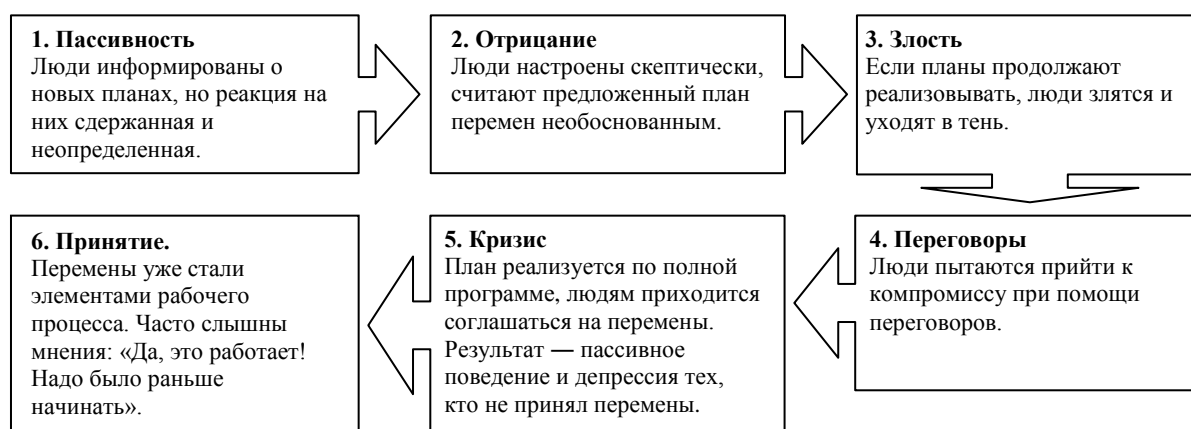 1. Пассивность
Люди информированы о
новых планах, но реакция на
них сдержанная и
неопределенная.
2. Отрицание
Люди настроены скептически,
считают предложенный план
перемен необоснованным.
3. Злость
Если планы продолжают
реализовывать, люди злятся и
уходят в тень.
4. Переговоры
Люди пытаются прийти к
компромиссу при помощи
переговоров.
5. Кризис
План реализуется по полной
программе, людям приходится
соглашаться на перемены.
Результат — пассивное
поведение и депрессия тех,
кто не принял перемены.
6. Принятие.
Перемены уже стали
элементами рабочего
процесса. Часто слышны
мнения: «Да, это работает!
Надо было раньше
начинать».